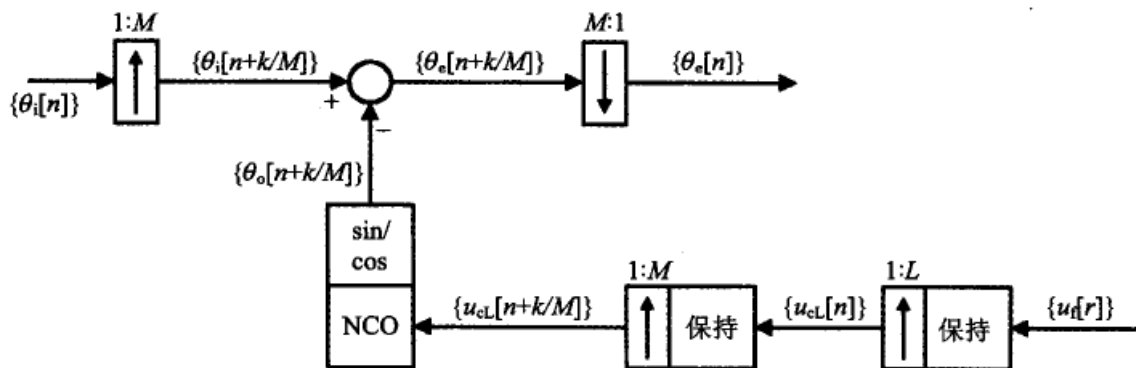 1:M
M:1
{θi[n]}
{θi[n+k/M]}
+
−
{θe[n+k/M]}
{θe[n]}
{θo[n+k/M]}
sin/
cos
NCO
{ucL[n+k/M]}
1:M
保持
{ucL[n]}
1:L
保持
{uf[r]}